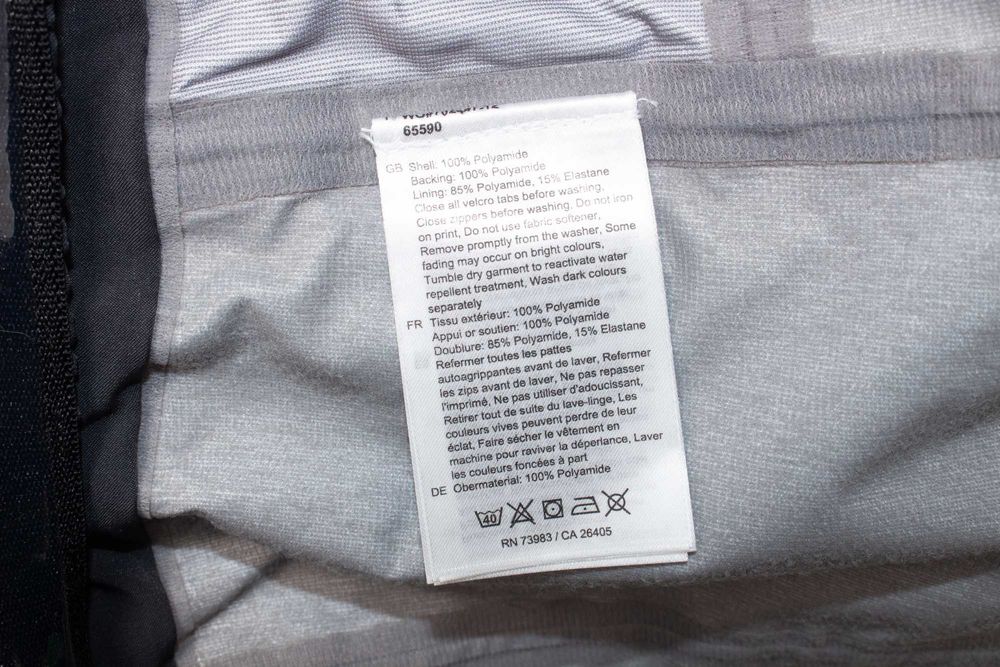 65590
GB Shell: 100% Polyamide
Backing: 100% Polyamide
Lining: 85% Polyamide, 15% Elastane
Close all velcro tabs before washing,
Close zippers before washing, Do not iron
on print, Do not use fabric softener,
Remove promptly from the washer, Some
fading may occur on bright colours,
Tumble dry garment to reactivate water
repellent treatment, Wash dark colours
separately
FR Tissu extérieur: 100% Polyamide
Appui or soutien: 100% Polyamide
Doublure: 85% Polyamide, 15% Elastane
Refermer toutes les pattes
autoagrippantes avant de laver, Refermer
les zips avant de laver, Ne pas repasser
l'imprimé, Ne pas utiliser d'adoucissant,
Retirer tout de suite du lave-linge, Les
couleurs vives peuvent perdre de leur
éclat, Faire sécher le vêtement en
machine pour raviver la déperlance, Laver
les couleurs foncées à part
DE Obermaterial: 100% Polyamide
40
RN 73983 / CA 26405